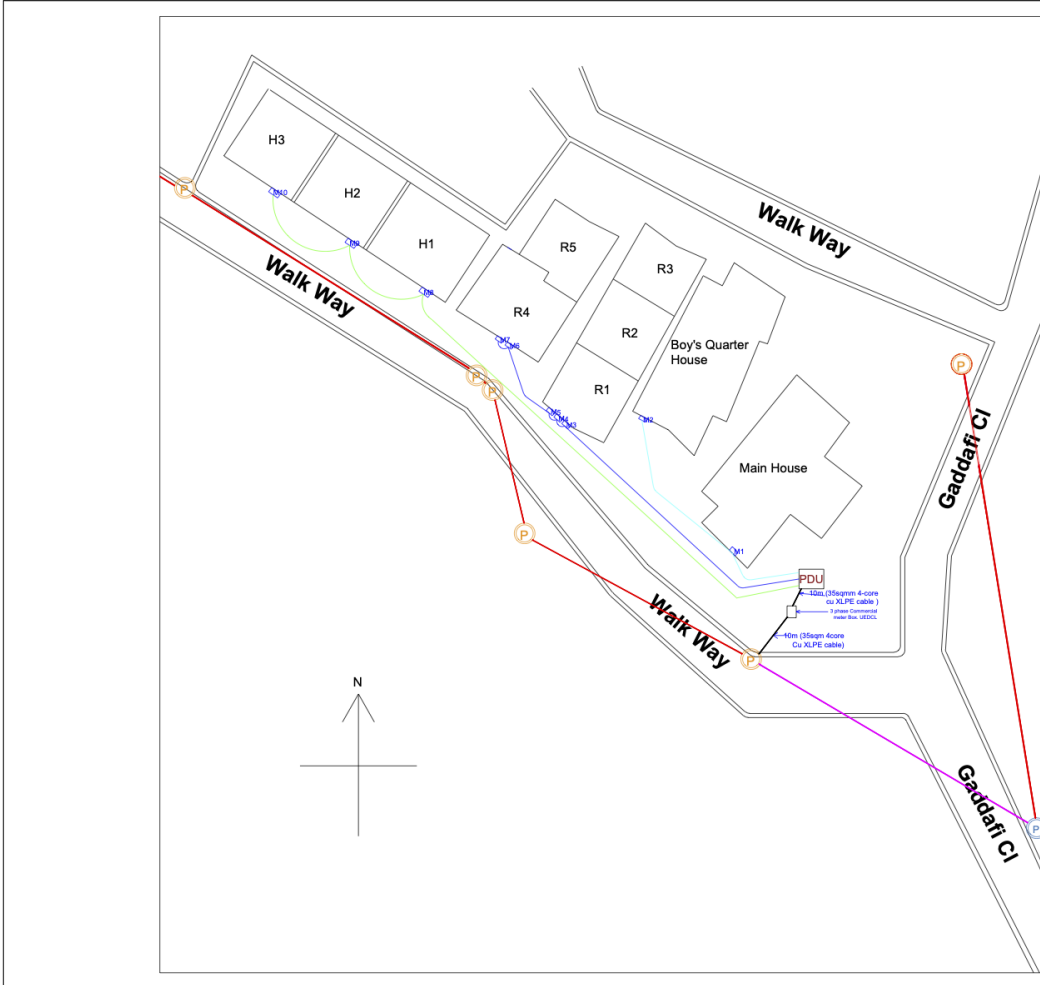 H3
H2
H1
R5
R4
R3
R2
R1
Boy's Quarter
House
Main House
Walk Way
Walk Way
Walk Way
Gaddafi Cl
Gaddafi Cl
M10
M9
M8
M7
M6
M5
M4
M3
M2
M1
P
P
P
P
P
P
P
PDU
10m (35sqmm 4-core
cu XLPE cable )
3 phase Commercial
meter Box. UEDCL
10m (35sqm 4core
Cu XLPE cable)
N